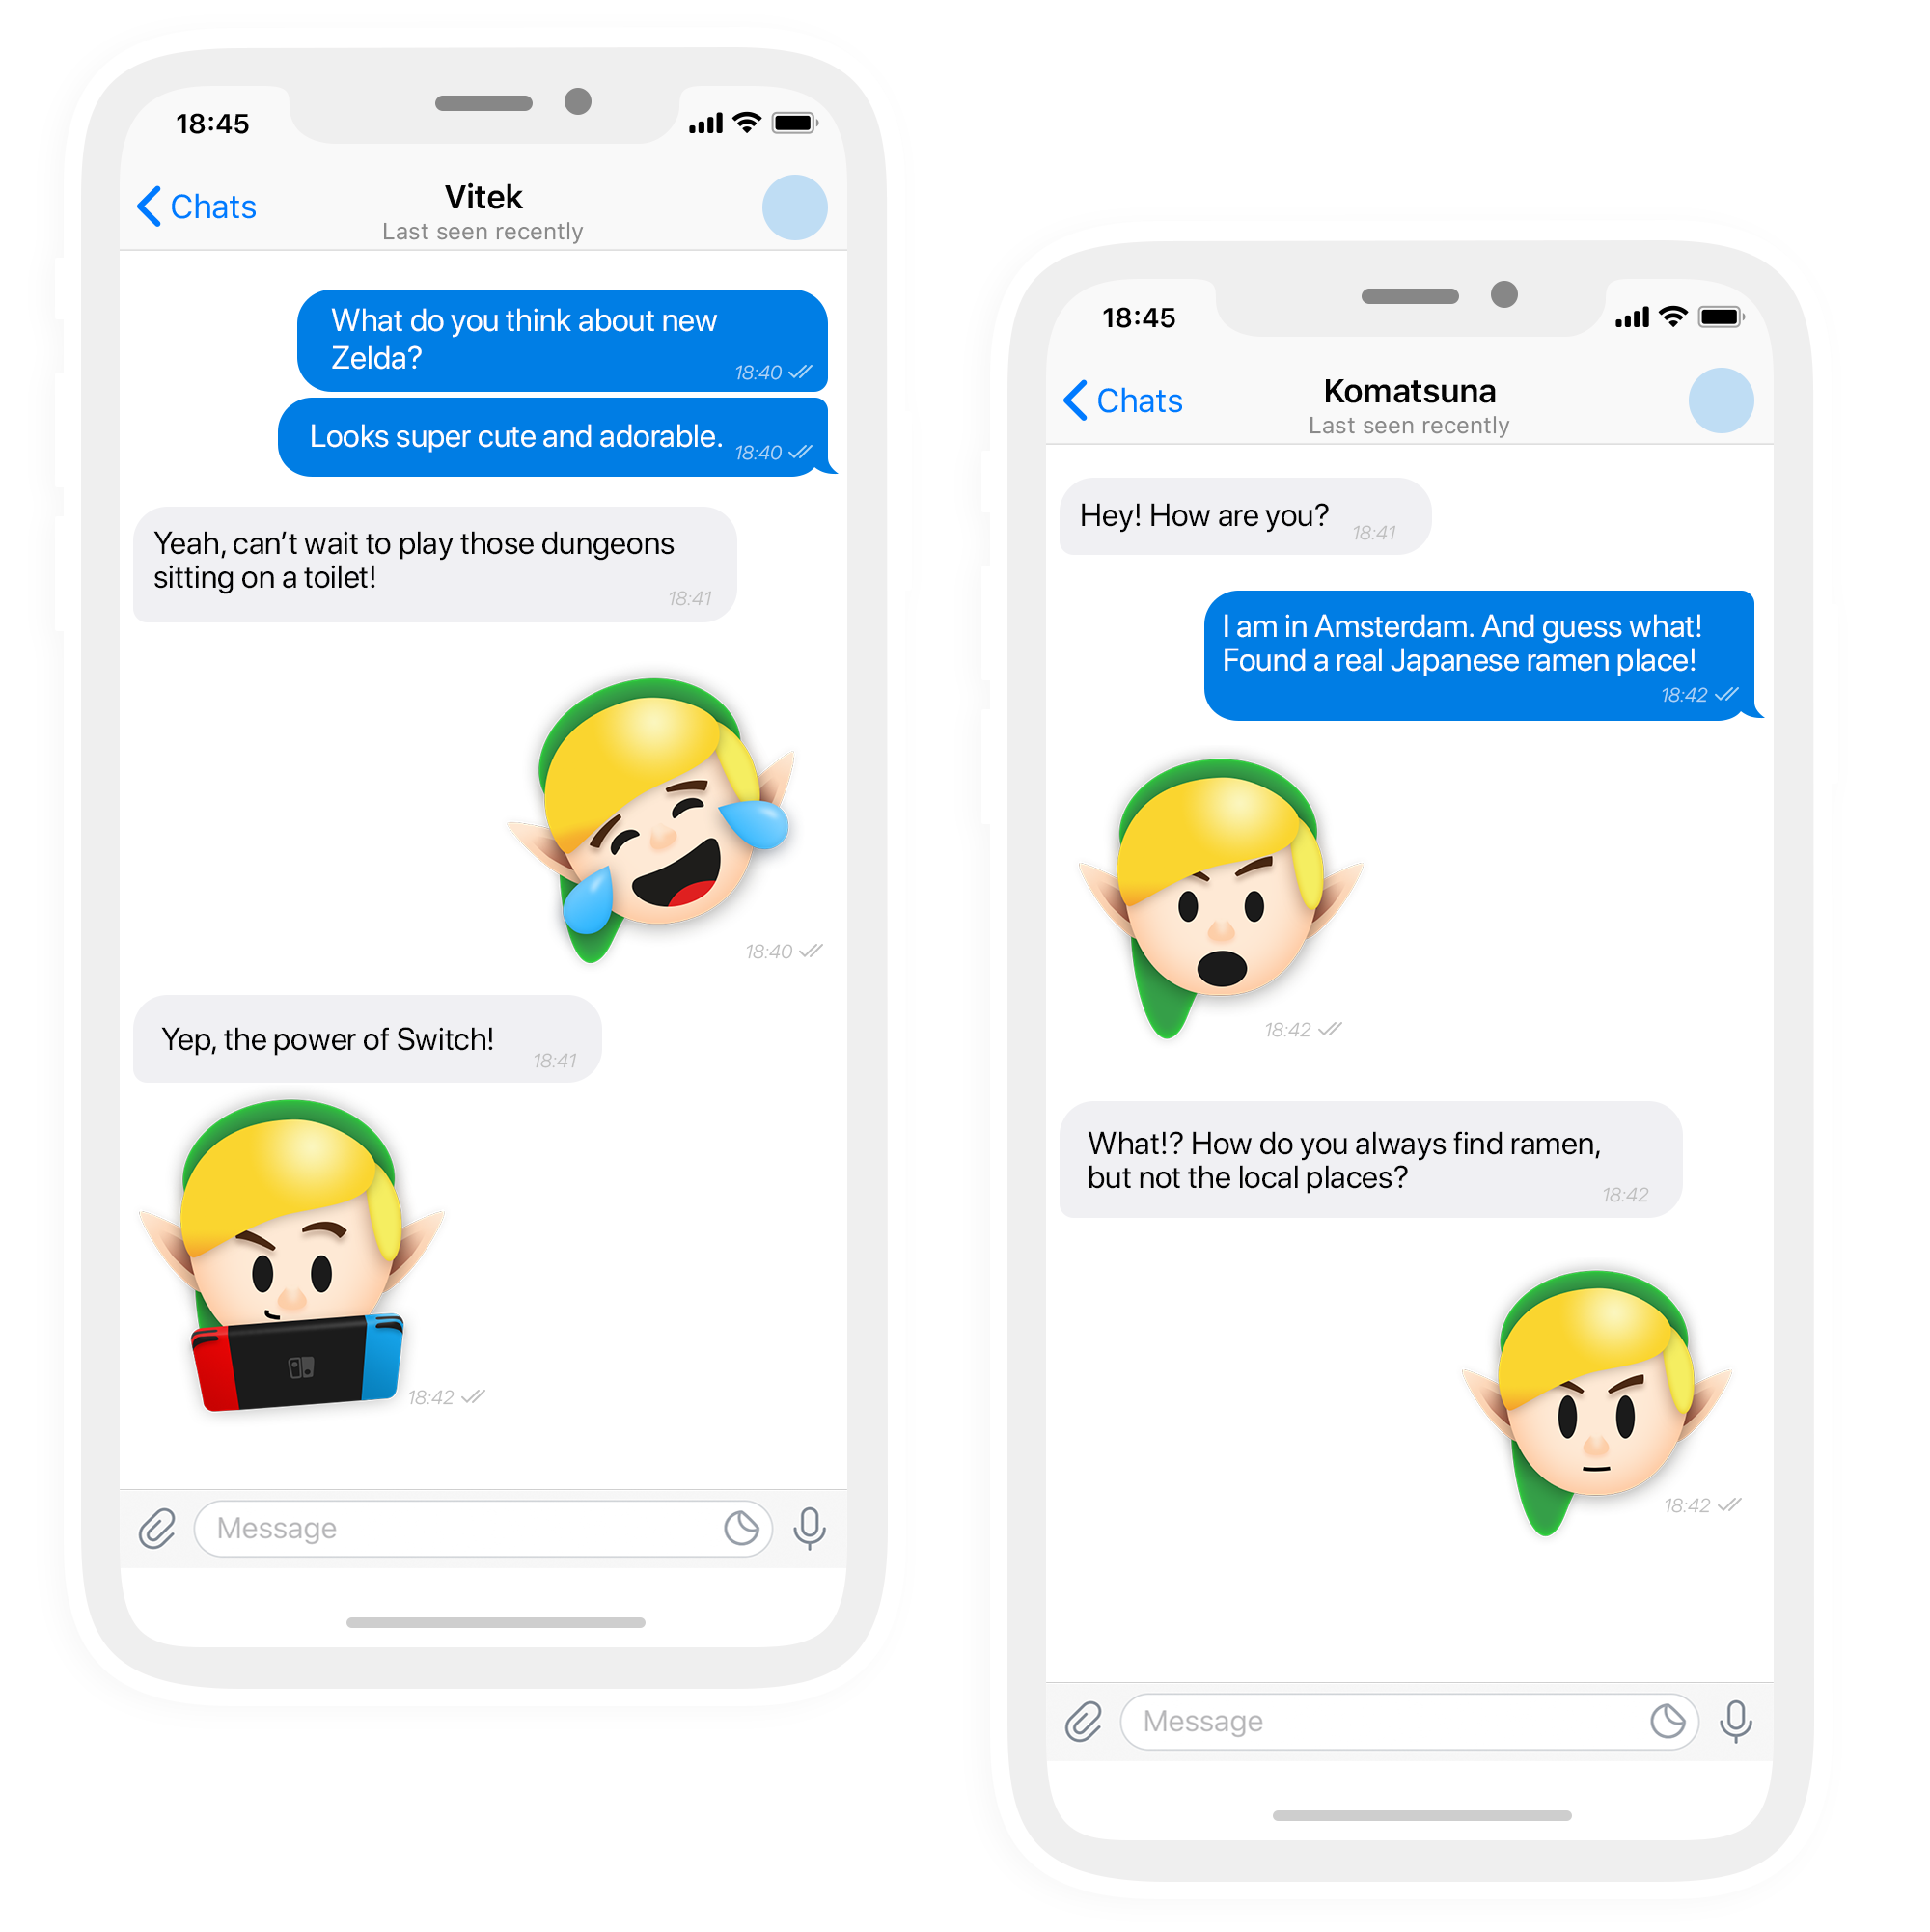 18:45
Chats
Vitek
Last seen recently
What do you think about new
Zelda?
18:40
Looks super cute and adorable.
18:40
Yeah, can’t wait to play those dungeons
sitting on a toilet!
18:41
18:40
Yep, the power of Switch!
18:41
18:42
Message
18:45
Chats
Komatsuna
Last seen recently
Hey! How are you?
18:41
I am in Amsterdam. And guess what!
Found a real Japanese ramen place!
18:42
18:42
What!? How do you always find ramen,
but not the local places?
18:42
18:42
Message